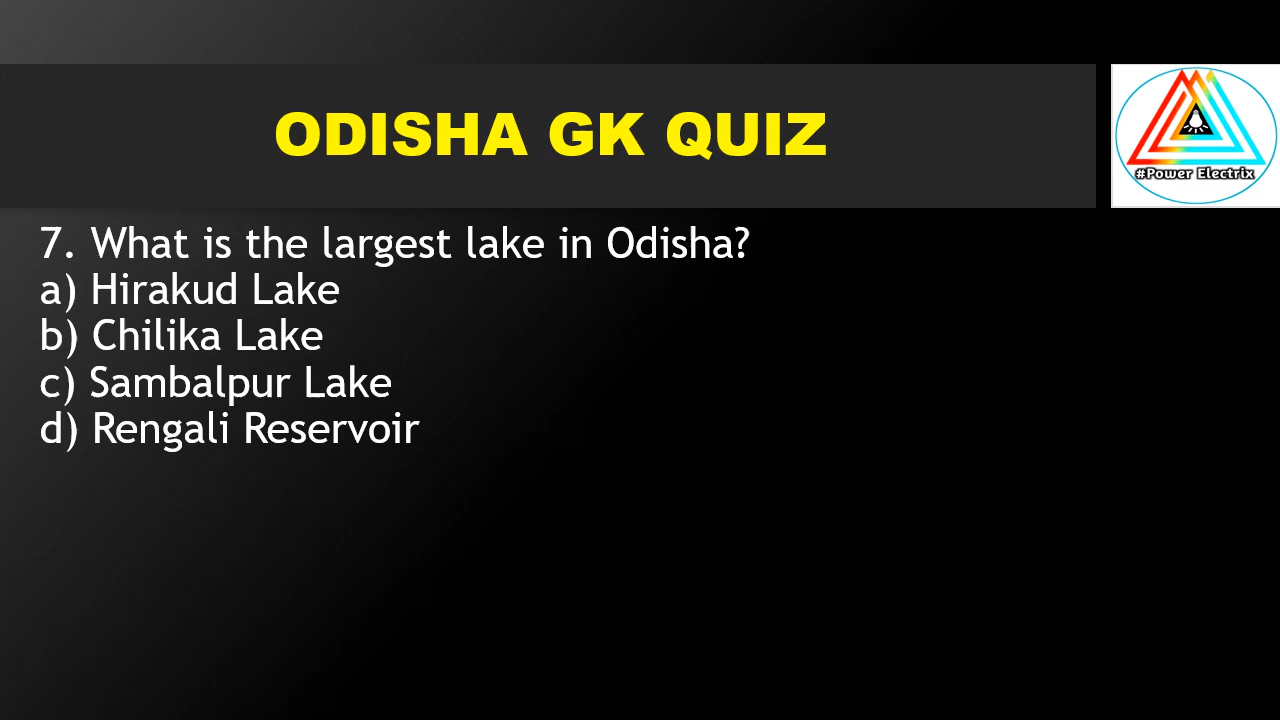 ODISHA GK QUIZ
#Power Electrix
7. What is the largest lake in Odisha?
a) Hirakud Lake
b) Chilika Lake
c) Sambalpur Lake
d) Rengali Reservoir